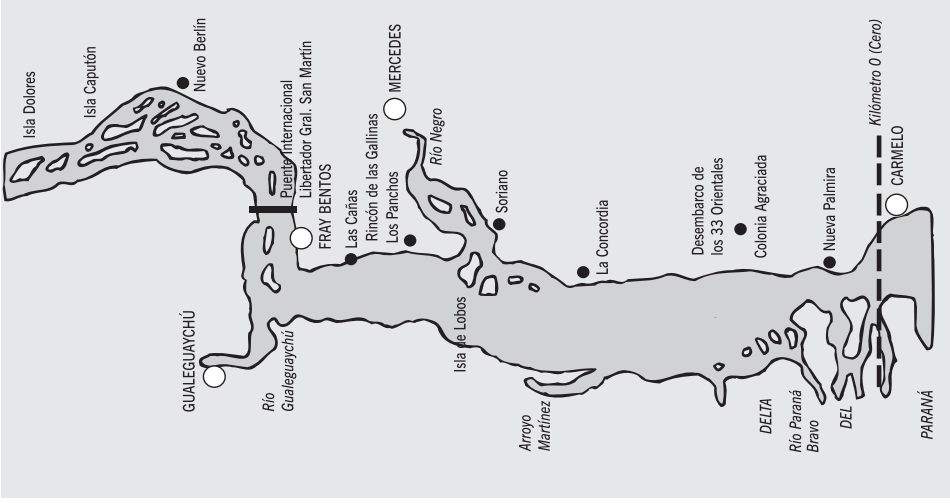 Isla Dolores
Isla Caputón
Nuevo Berlín
Puente Internacional
Libertador Gral. San Martín
FRAY BENTOS
Las Cañas
Rincón de las Gallinas
Los Panchos
MERCEDES
Río Negro
Soriano
La Concordia
Desembarco de
los 33 Orientales
Colonia Agraciada
Nueva Palmira
Kilómetro 0 (Cero)
CARMELO
GUALEGUAYCHÚ
Río
Gualeguaychú
Isla de Lobos
Arroyo
Martínez
DELTA
Río Paraná
Bravo
DEL
PARANÁ